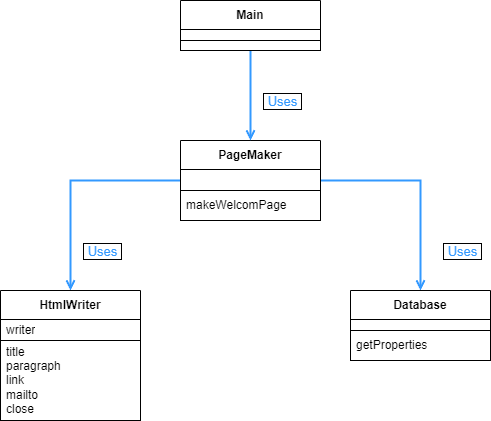 Main
Uses
PageMaker
makeWelcomPage
Uses
Uses
HtmlWriter
writer
title
paragraph
link
mailto
close
Database
getProperties